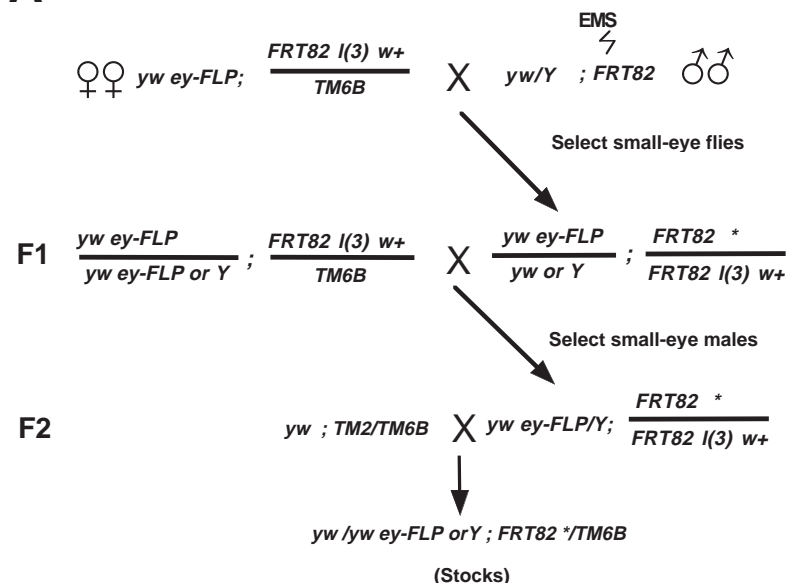 A
EMS
♀♀ yw ey-FLP; FRT82 l(3) w+ / TM6B X yw/Y ; FRT82 ♂♂
Select small-eye flies
F1 yw ey-FLP / yw ey-FLP or Y ; FRT82 l(3) w+ / TM6B X yw ey-FLP / yw or Y ; FRT82 * / FRT82 l(3) w+
Select small-eye males
F2 yw ; TM2/TM6B X yw ey-FLP/Y; FRT82 * / FRT82 l(3) w+
yw /yw ey-FLP orY ; FRT82 */TM6B
(Stocks)